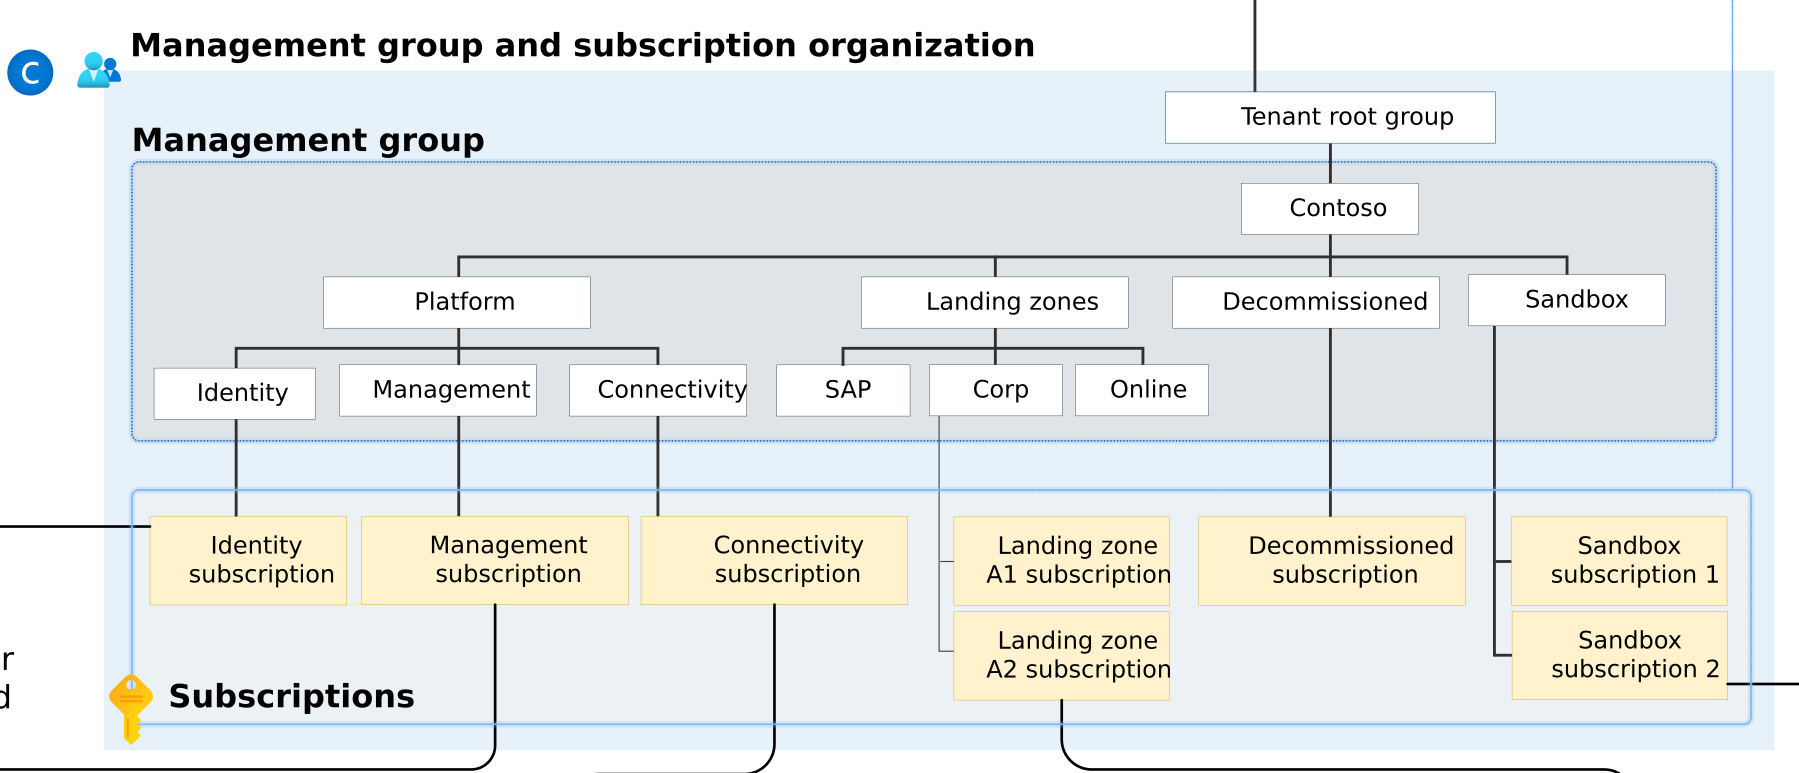 Management group and subscription organization
C
Tenant root group
Management group
Contoso
Platform
Landing zones
Decommissioned
Sandbox
Identity
Management
Connectivity
SAP
Corp
Online
Identity
subscription
Management
subscription
Connectivity
subscription
Landing zone
A1 subscription
Decommissioned
subscription
Sandbox
subscription 1
Landing zone
A2 subscription
Sandbox
subscription 2
r
d
Subscriptions